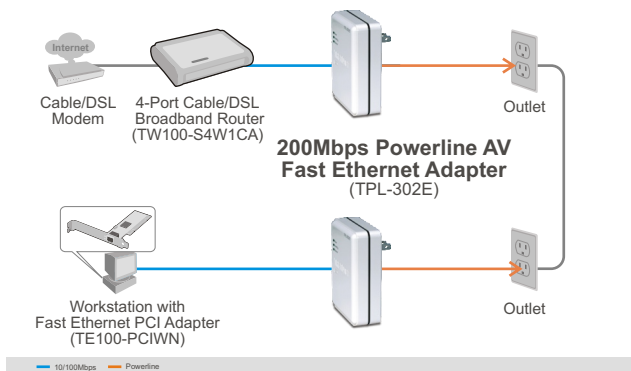 Internet
Cable/DSL
Modem
4-Port Cable/DSL
Broadband Router
(TW100-S4W1CA)
Outlet
200Mbps Powerline AV
Fast Ethernet Adapter
(TPL-302E)
Workstation with
Fast Ethernet PCI Adapter
(TE100-PCIWN)
Outlet
10/100Mbps
Powerline